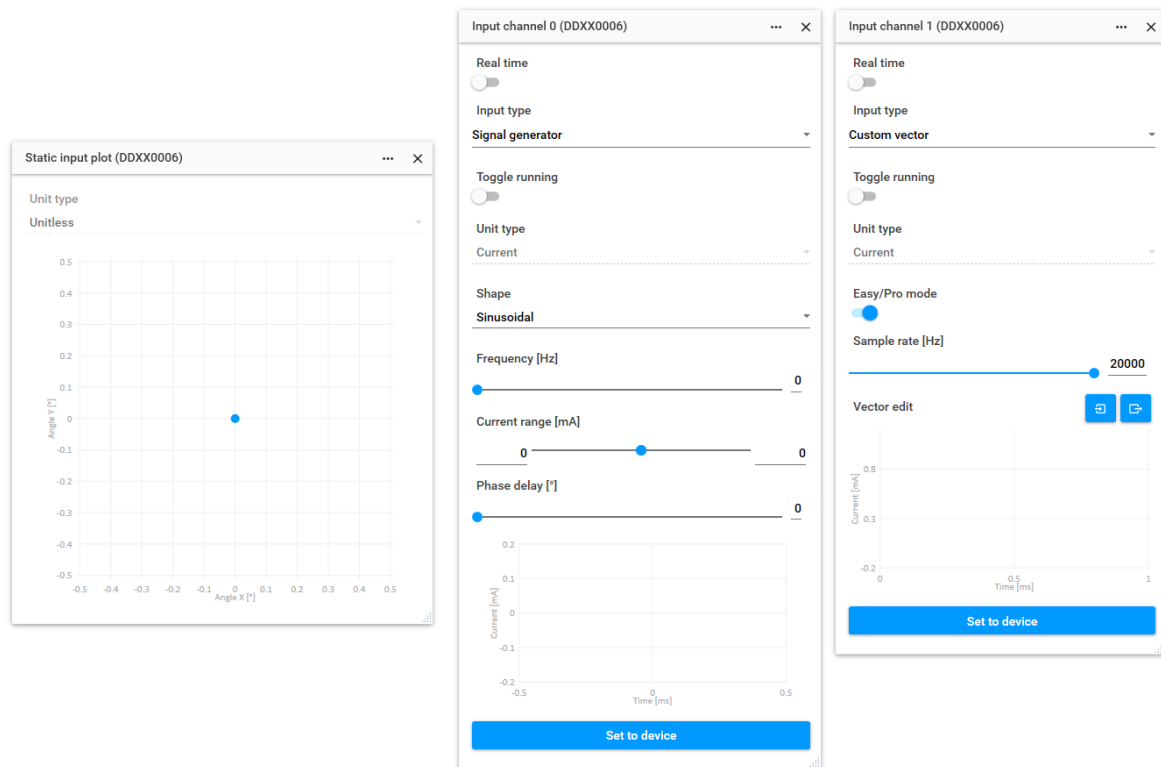 Static input plot (DDXX0006)
Unit type
Unitless
0.5
0.4
0.3
0.2
0.1
0
-0.1
-0.2
-0.3
-0.4
-0.5
Angle Y [°]
-0.5 -0.4 -0.3 -0.2 -0.1 0 0.1 0.2 0.3 0.4 0.5
Angle X [°]
Input channel 0 (DDXX0006)
Real time
Input type
Signal generator
Toggle running
Unit type
Current
Shape
Sinusoidal
Frequency [Hz]
0
Current range [mA]
0 0
Phase delay [°]
0
0.2
0.1
0
-0.1
-0.2
Current [mA]
-0.5 0 0.5
Time [ms]
Set to device
Input channel 1 (DDXX0006)
Real time
Input type
Custom vector
Toggle running
Unit type
Current
Easy/Pro mode
Sample rate [Hz]
20000
Vector edit
0.8
0.3
-0.2
Current [mA]
0 0.5 1
Time [ms]
Set to device